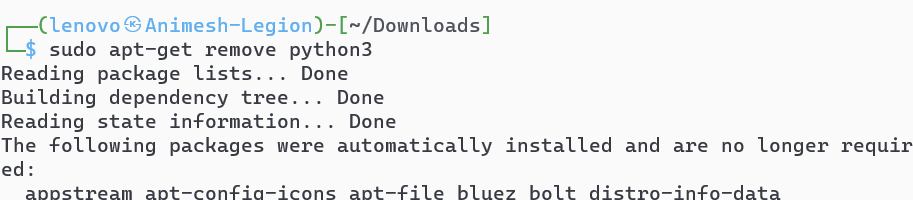 ┌──(lenovo㉿Animesh-Legion)-[~/Downloads]
└─$ sudo apt-get remove python3
Reading package lists... Done
Building dependency tree... Done
Reading state information... Done
The following packages were automatically installed and are no longer requir
ed:
  appstream apt-config-icons apt-file bluez bolt distro-info-data